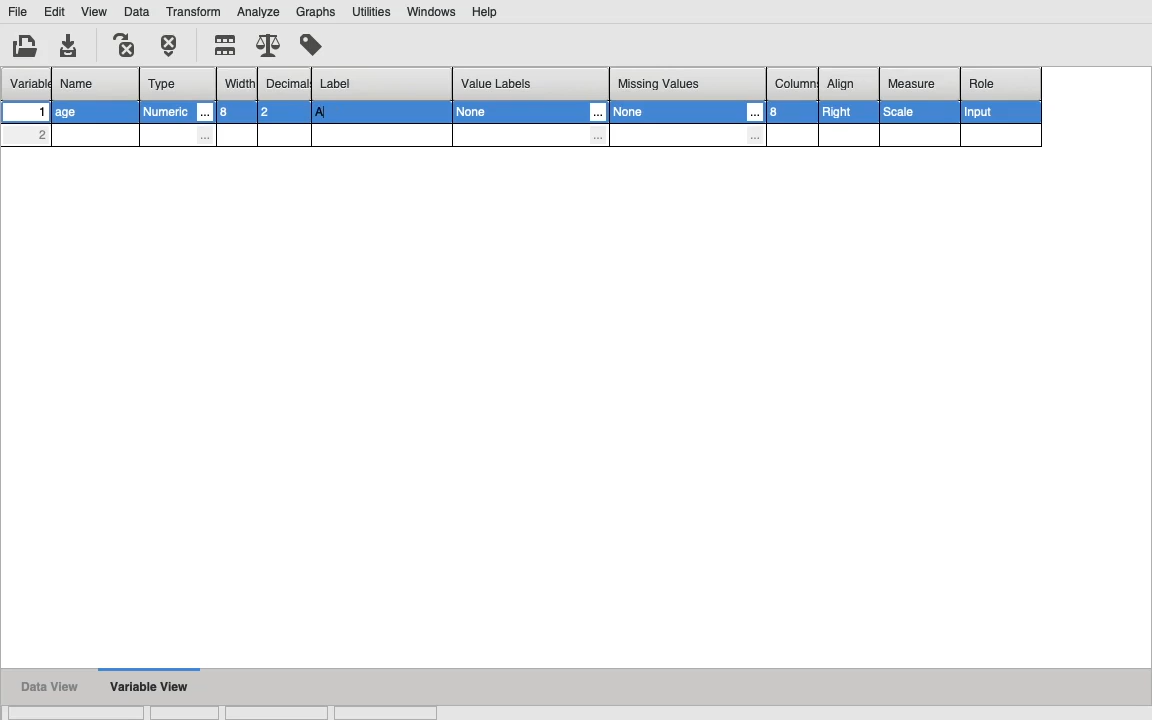 File Edit View Data Transform Analyze Graphs Utilities Windows Help
Variable Name Type Width Decimals Label Value Labels Missing Values Columns Align Measure Role
1 age Numeric ... 8 2 A None ... None ... 8 Right Scale Input
2 ... ... ...
Data View Variable View